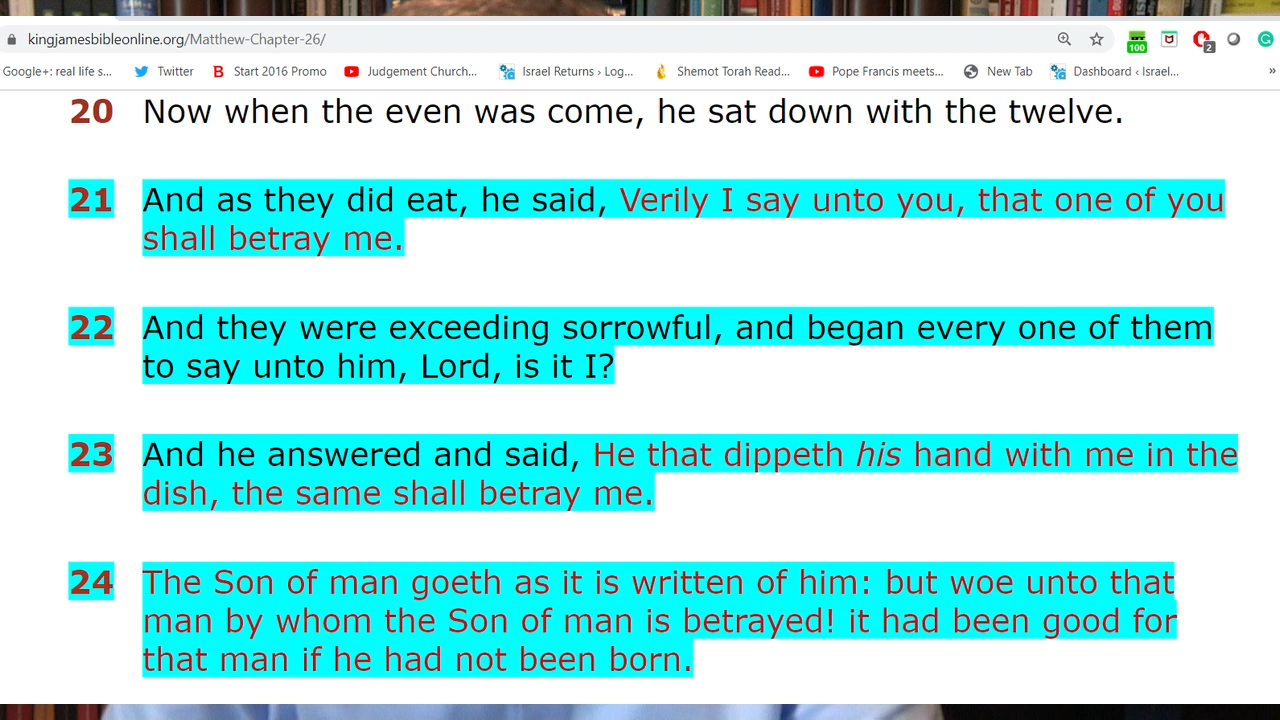 kingjamesbibleonline.org/Matthew-Chapter-26/
100
2
Google+: real life s... Twitter Start 2016 Promo Judgement Church... Israel Returns › Log... Shemot Torah Read... Pope Francis meets... New Tab Dashboard ‹ Israel... »
20 Now when the even was come, he sat down with the twelve.
21 And as they did eat, he said, Verily I say unto you, that one of you
shall betray me.
22 And they were exceeding sorrowful, and began every one of them
to say unto him, Lord, is it I?
23 And he answered and said, He that dippeth his hand with me in the
dish, the same shall betray me.
24 The Son of man goeth as it is written of him: but woe unto that
man by whom the Son of man is betrayed! it had been good for
that man if he had not been born.